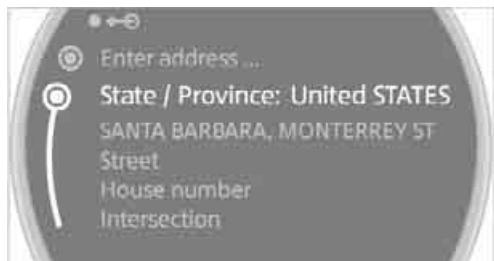 Enter address ...
State / Province: United STATES
SANTA BARBARA, MONTERREY ST
Street
House number
Intersection